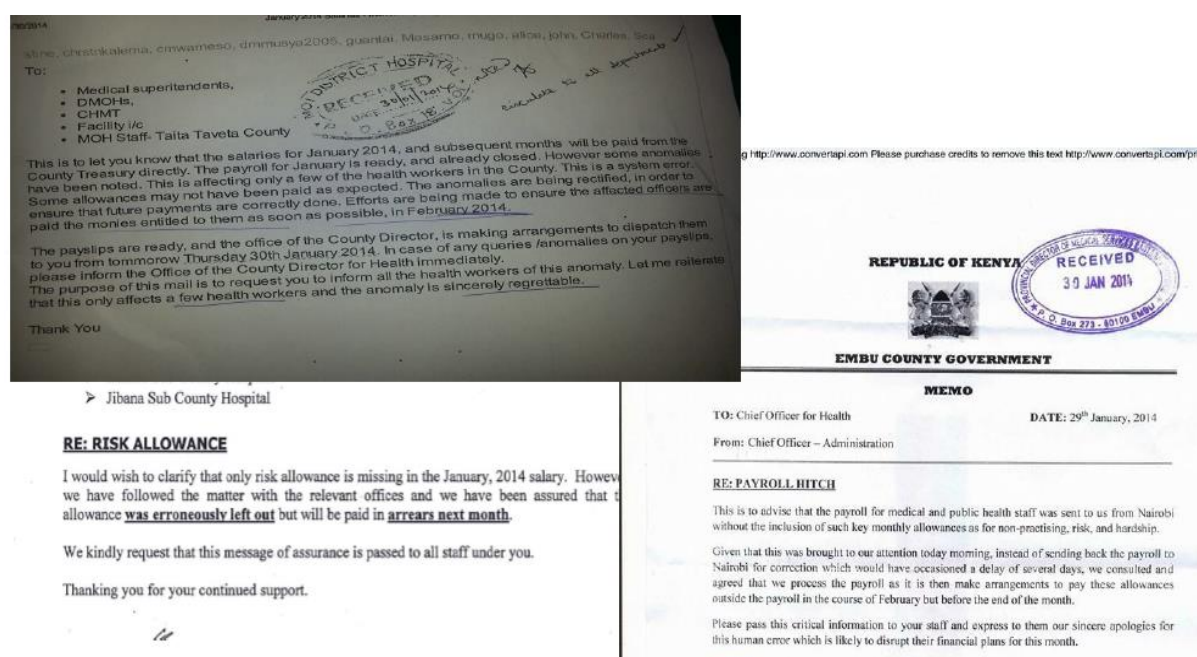 30/2014
stine, chrstnkalema, cmwameso, dmmusya2005, guantai, Mosamo, mugo, alice, john, Charles, Sca
To:
• Medical superitendents,
• DMOHs,
• CHMT
• Facility i/c
• MOH Staff- Taita Taveta County
MOI DISTRICT HOSPITAL
RECEIVED
30/01/2014
P. O. Box 18
circulate to all departments
This is to let you know that the salaries for January 2014, and subsequent months will be paid from the
County Treasury directly. The payroll for January is ready, and already closed. However some anomalies
have been noted. This is affecting only a few of the health workers in the County. This is a system error.
Some allowances may not have been paid as expected. The anomalies are being rectified, in order to
ensure that future payments are correctly done. Efforts are being made to ensure the affected officers are
paid the monies entitled to them as soon as possible, in February 2014.
The payslips are ready, and the office of the County Director, is making arrangements to dispatch them
to you from tommorow Thursday 30th January 2014. In case of any queries /anomalies on your payslips,
please inform the Office of the County Director for Health immediately.
The purpose of this mail is to request you to inform all the health workers of this anomaly. Let me reiterate
that this only affects a few health workers and the anomaly is sincerely regrettable.
Thank You
➢ Jibana Sub County Hospital
RE: RISK ALLOWANCE
I would wish to clarify that only risk allowance is missing in the January, 2014 salary. Howeve
we have followed the matter with the relevant offices and we have been assured that t
allowance was erroneously left out but will be paid in arrears next month.
We kindly request that this message of assurance is passed to all staff under you.
Thanking you for your continued support.
g http://www.convertapi.com Please purchase credits to remove this text http://www.convertapi.com/pr
REPUBLIC OF KENYA
PROVINCIAL DIRECTOR OF MEDICAL SERVICES
RECEIVED
30 JAN 2014
P. O. Box 273 - 60100 EMBU
EMBU COUNTY GOVERNMENT
MEMO
TO: Chief Officer for Health DATE: 29th January, 2014
From: Chief Officer – Administration
RE: PAYROLL HITCH
This is to advise that the payroll for medical and public health staff was sent to us from Nairobi
without the inclusion of such key monthly allowances as for non-practising, risk, and hardship.
Given that this was brought to our attention today morning, instead of sending back the payroll to
Nairobi for correction which would have occasioned a delay of several days, we consulted and
agreed that we process the payroll as it is then make arrangements to pay these allowances
outside the payroll in the course of February but before the end of the month.
Please pass this critical information to your staff and express to them our sincere apologies for
this human error which is likely to disrupt their financial plans for this month.